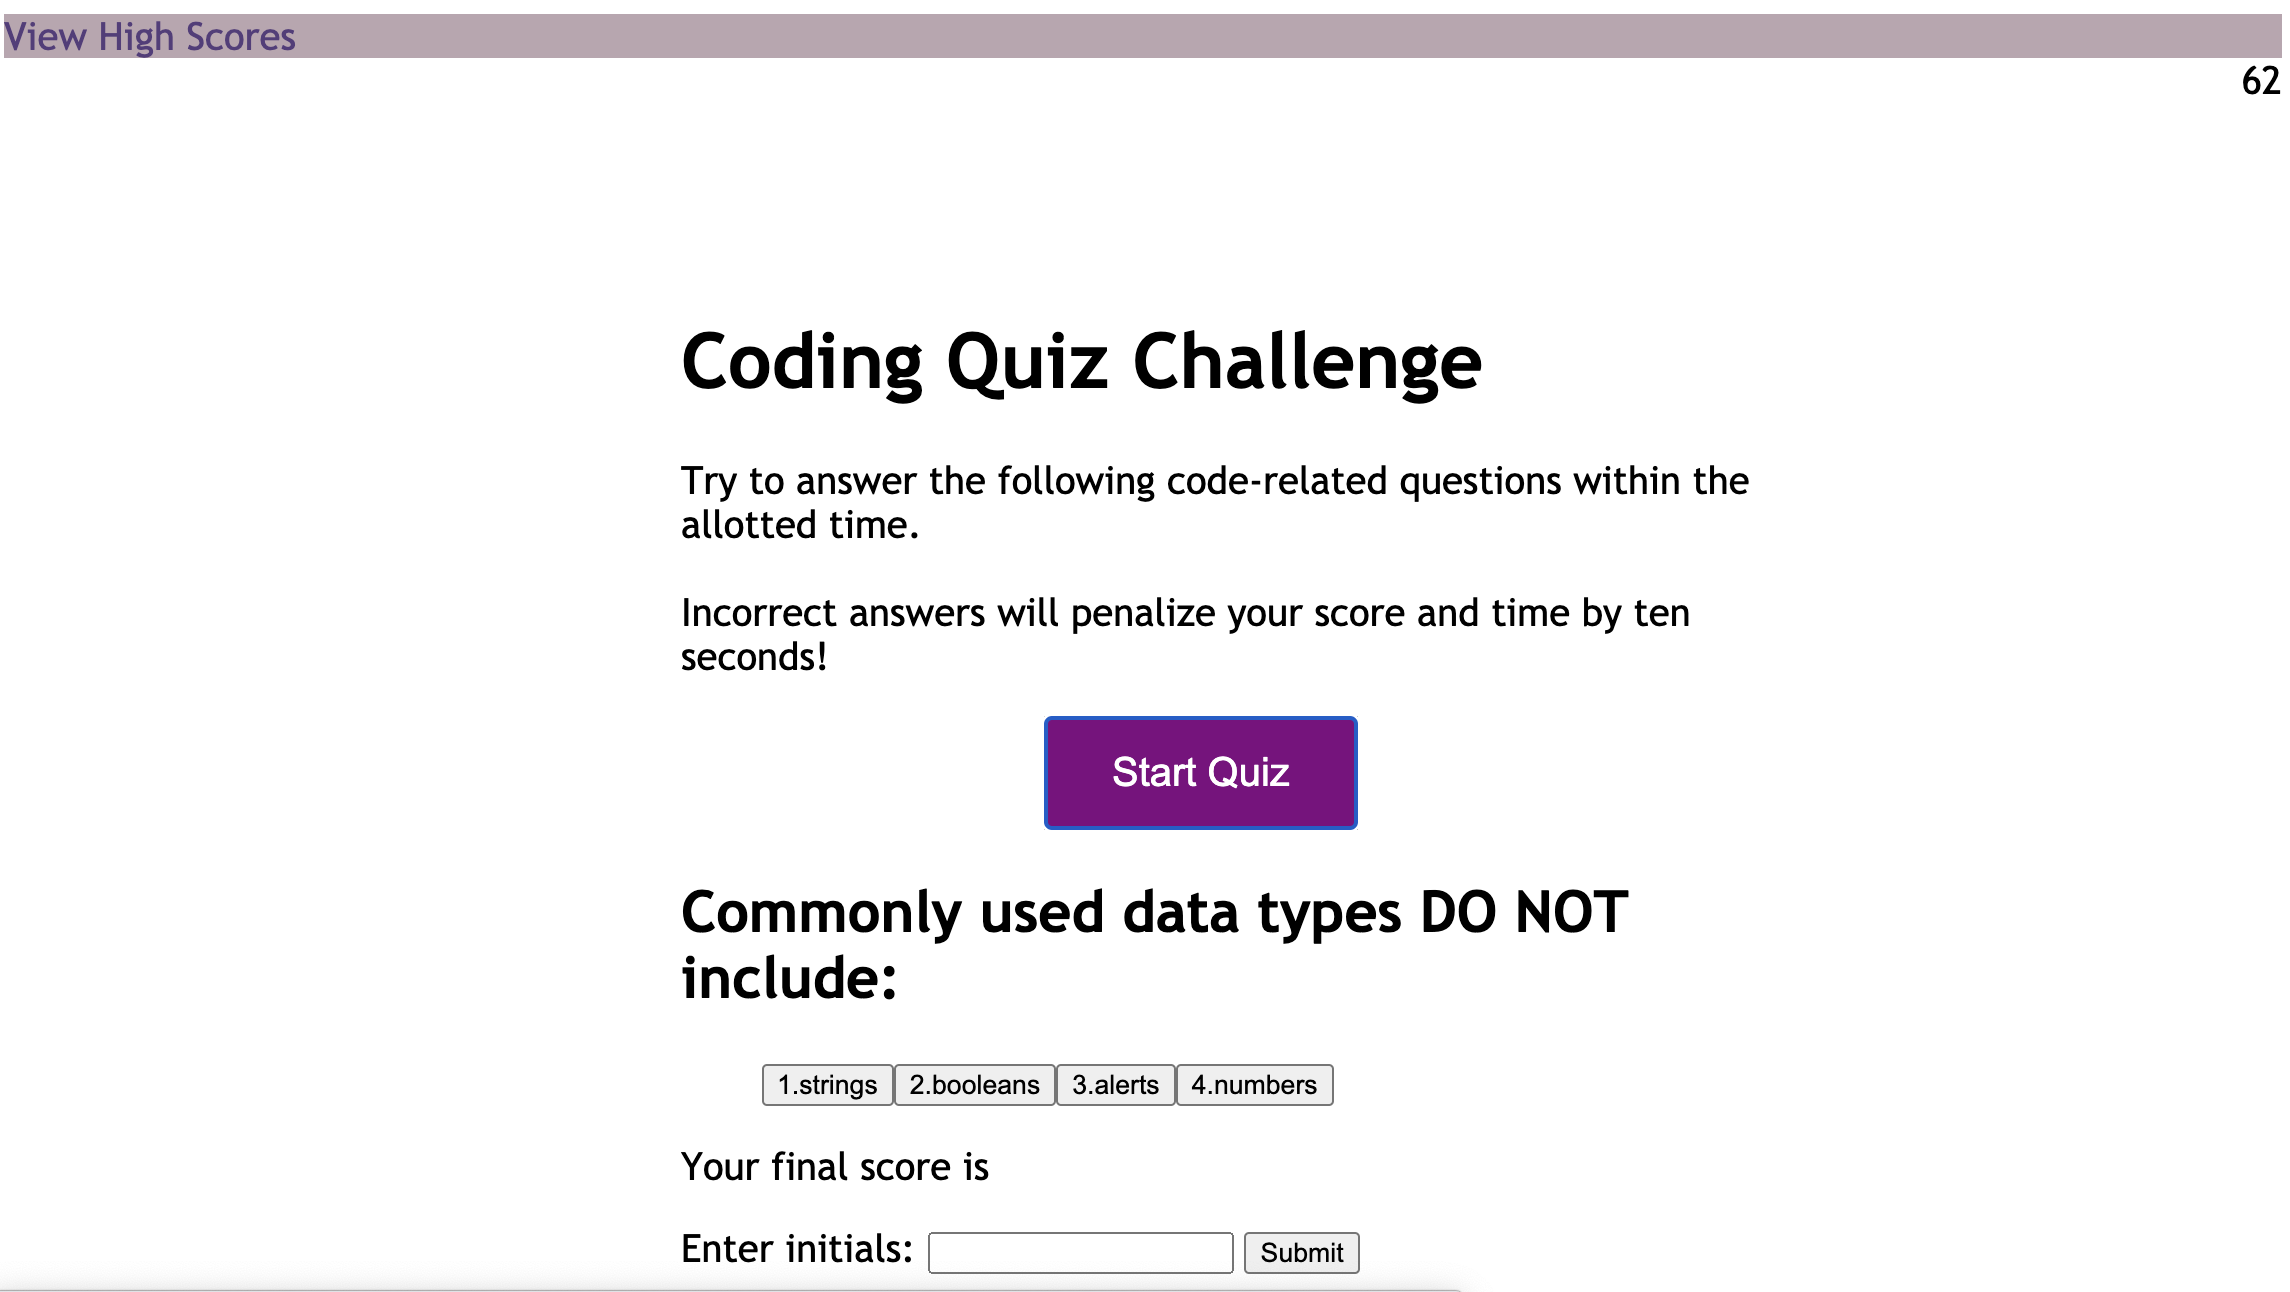 View High Scores
62
Coding Quiz Challenge
Try to answer the following code-related questions within the
allotted time.
Incorrect answers will penalize your score and time by ten
seconds!
Start Quiz
Commonly used data types DO NOT
include:
1.strings 2.booleans 3.alerts 4.numbers
Your final score is
Enter initials: Submit